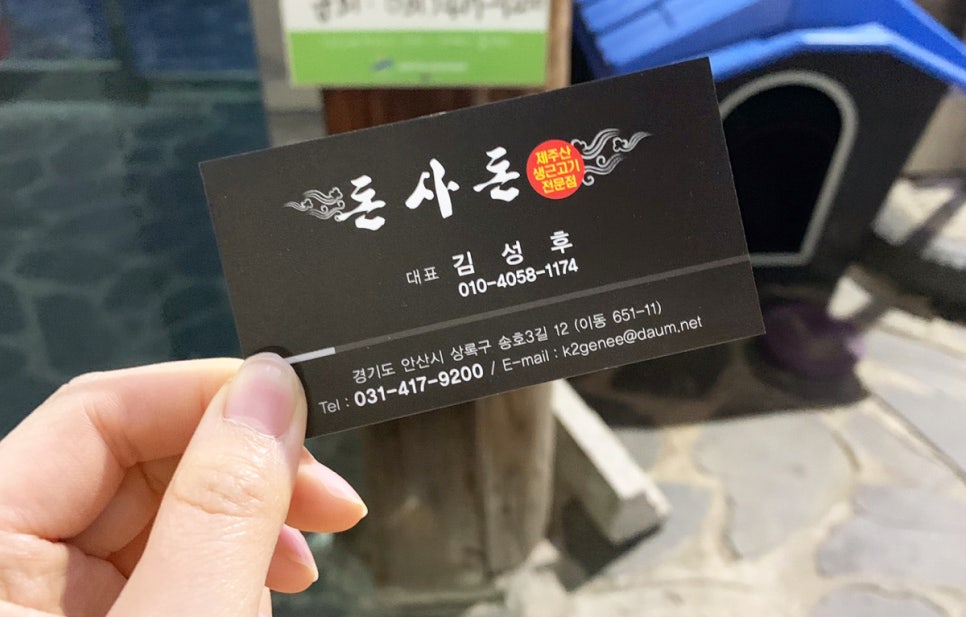 돈사돈
제주산
생근고기
전문점
대표 김성후
010-4058-1174
경기도 안산시 상록구 송호3길 12 (이동 651-11)
Tel : 031-417-9200 / E-mail : k2genee@daum.net